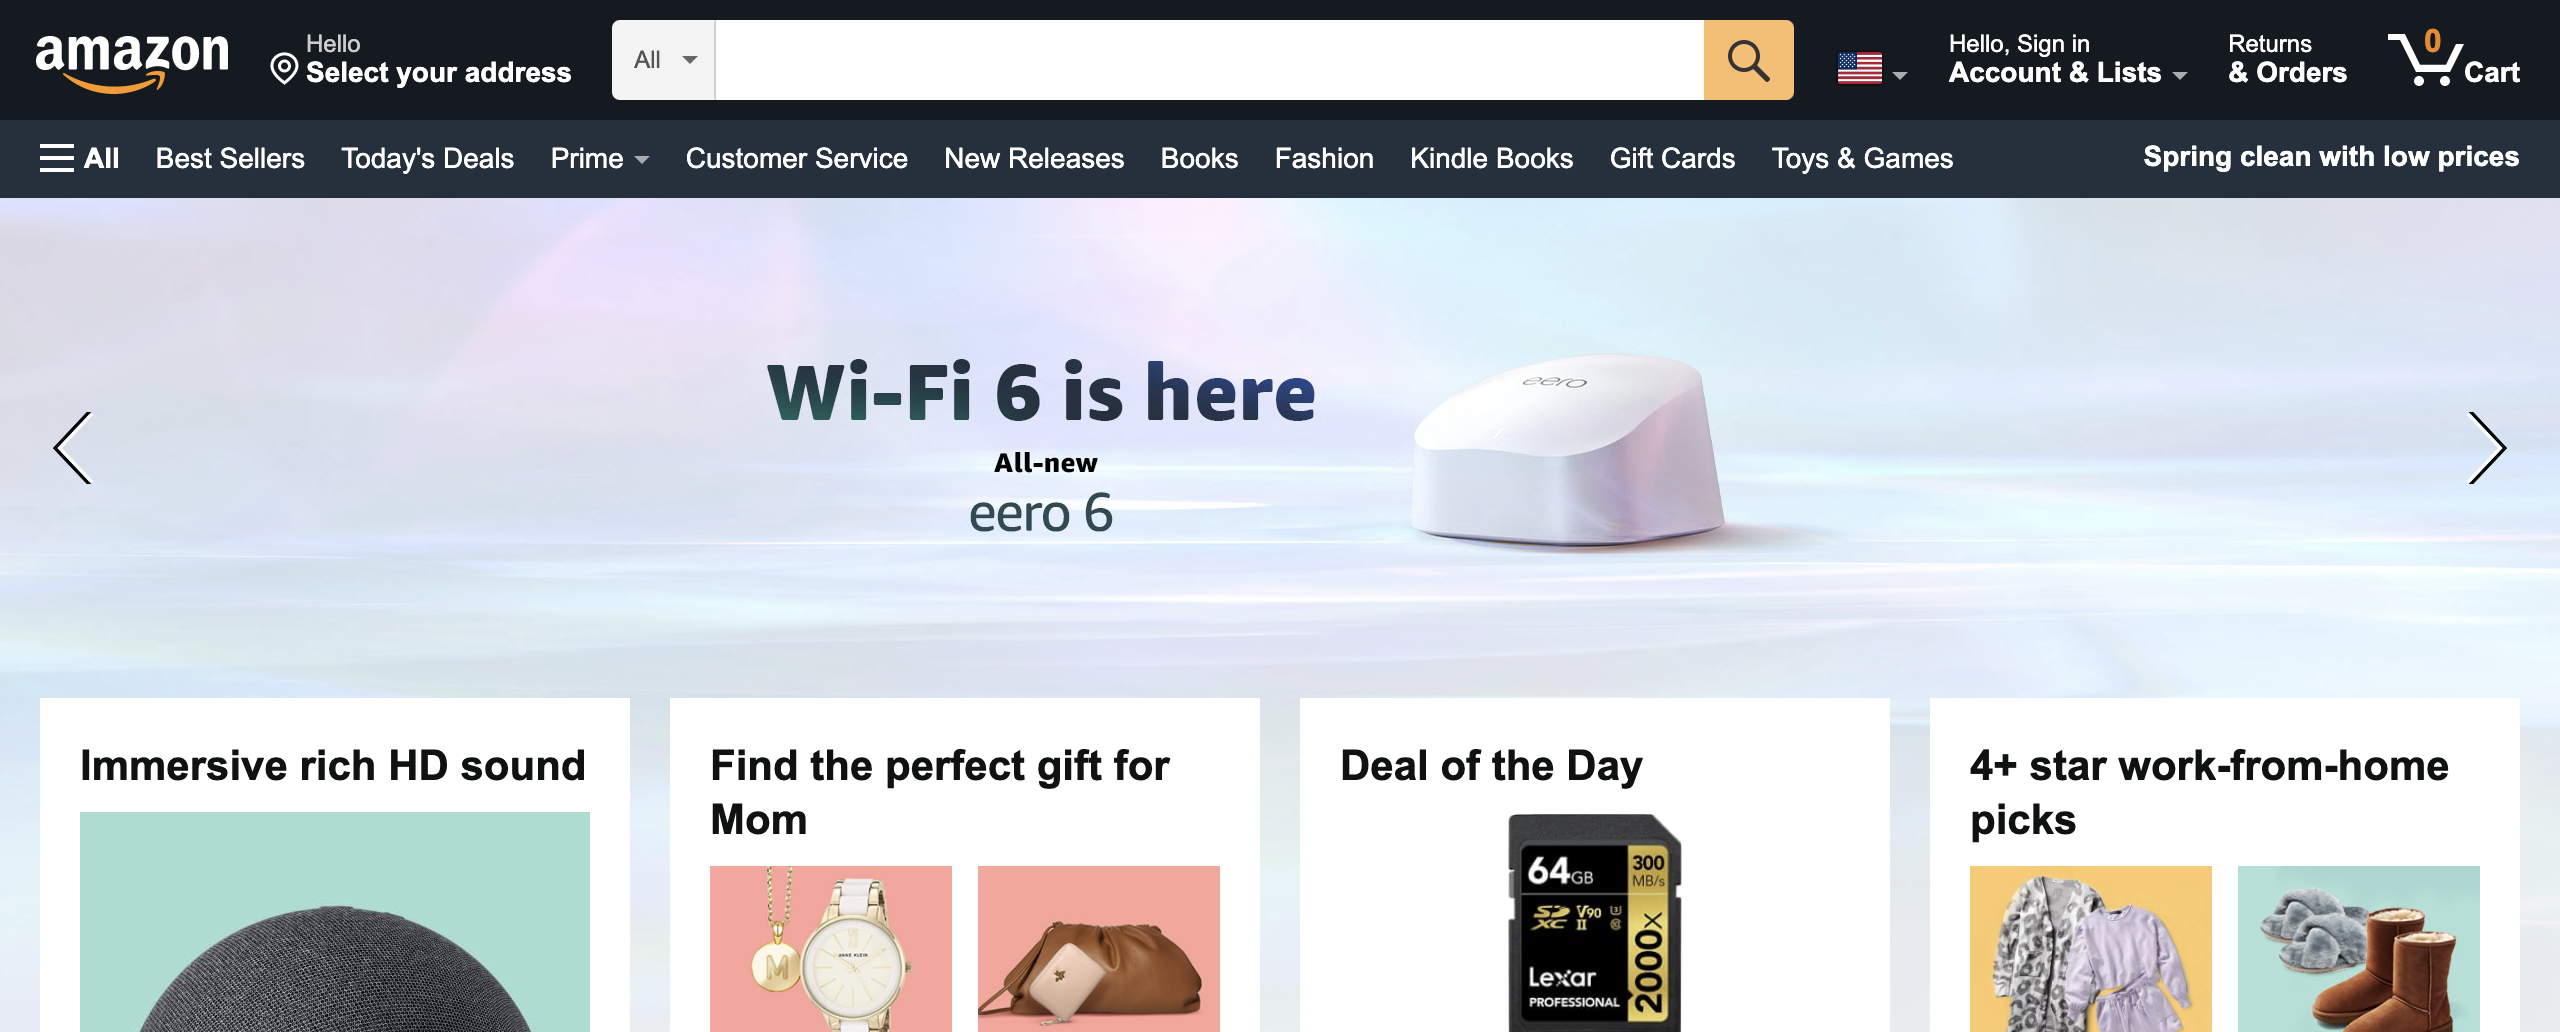 amazon
Hello
Select your address
All
Hello, Sign in
Account & Lists
Returns
& Orders
0
Cart
All
Best Sellers
Today's Deals
Prime
Customer Service
New Releases
Books
Fashion
Kindle Books
Gift Cards
Toys & Games
Spring clean with low prices
Wi-Fi 6 is here
All-new
eero 6
eero
Immersive rich HD sound
Find the perfect gift for
Mom
M
ANNE KLEIN
Deal of the Day
64GB
300
MB/s
SDXC II V90
2000x
Lexar
PROFESSIONAL
4+ star work-from-home
picks